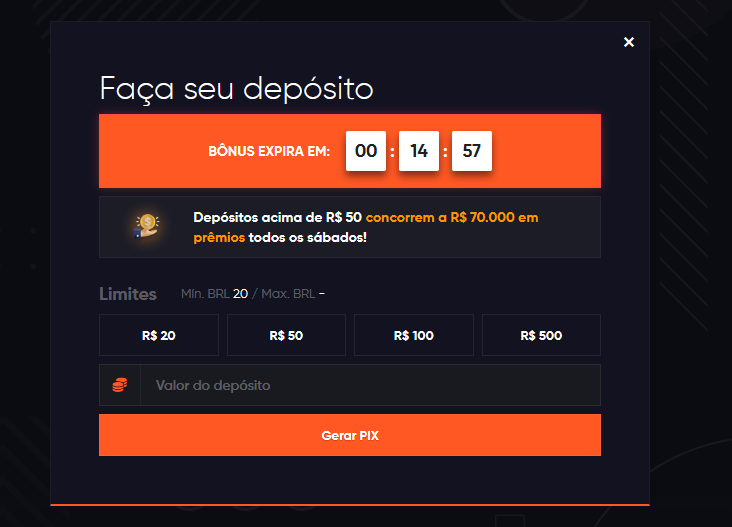 ×
Faça seu depósito
BÔNUS EXPIRA EM: 00 : 14 : 57
Depósitos acima de R$ 50 concorrem a R$ 70.000 em
prêmios todos os sábados!
Limites Mín. BRL 20 / Max. BRL –
R$ 20 R$ 50 R$ 100 R$ 500
Valor do depósito
Gerar PIX